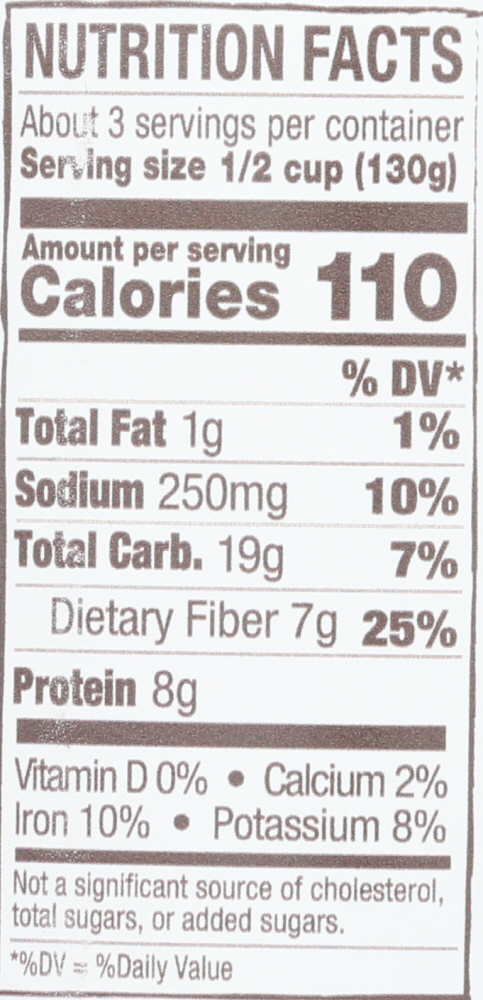 NUTRITION FACTS
About 3 servings per container
Serving size 1/2 cup (130g)
Amount per serving
Calories 110
% DV*
Total Fat 1g 1%
Sodium 250mg 10%
Total Carb. 19g 7%
Dietary Fiber 7g 25%
Protein 8g
Vitamin D 0% • Calcium 2%
Iron 10% • Potassium 8%
Not a significant source of cholesterol,
total sugars, or added sugars.
*%DV = %Daily Value